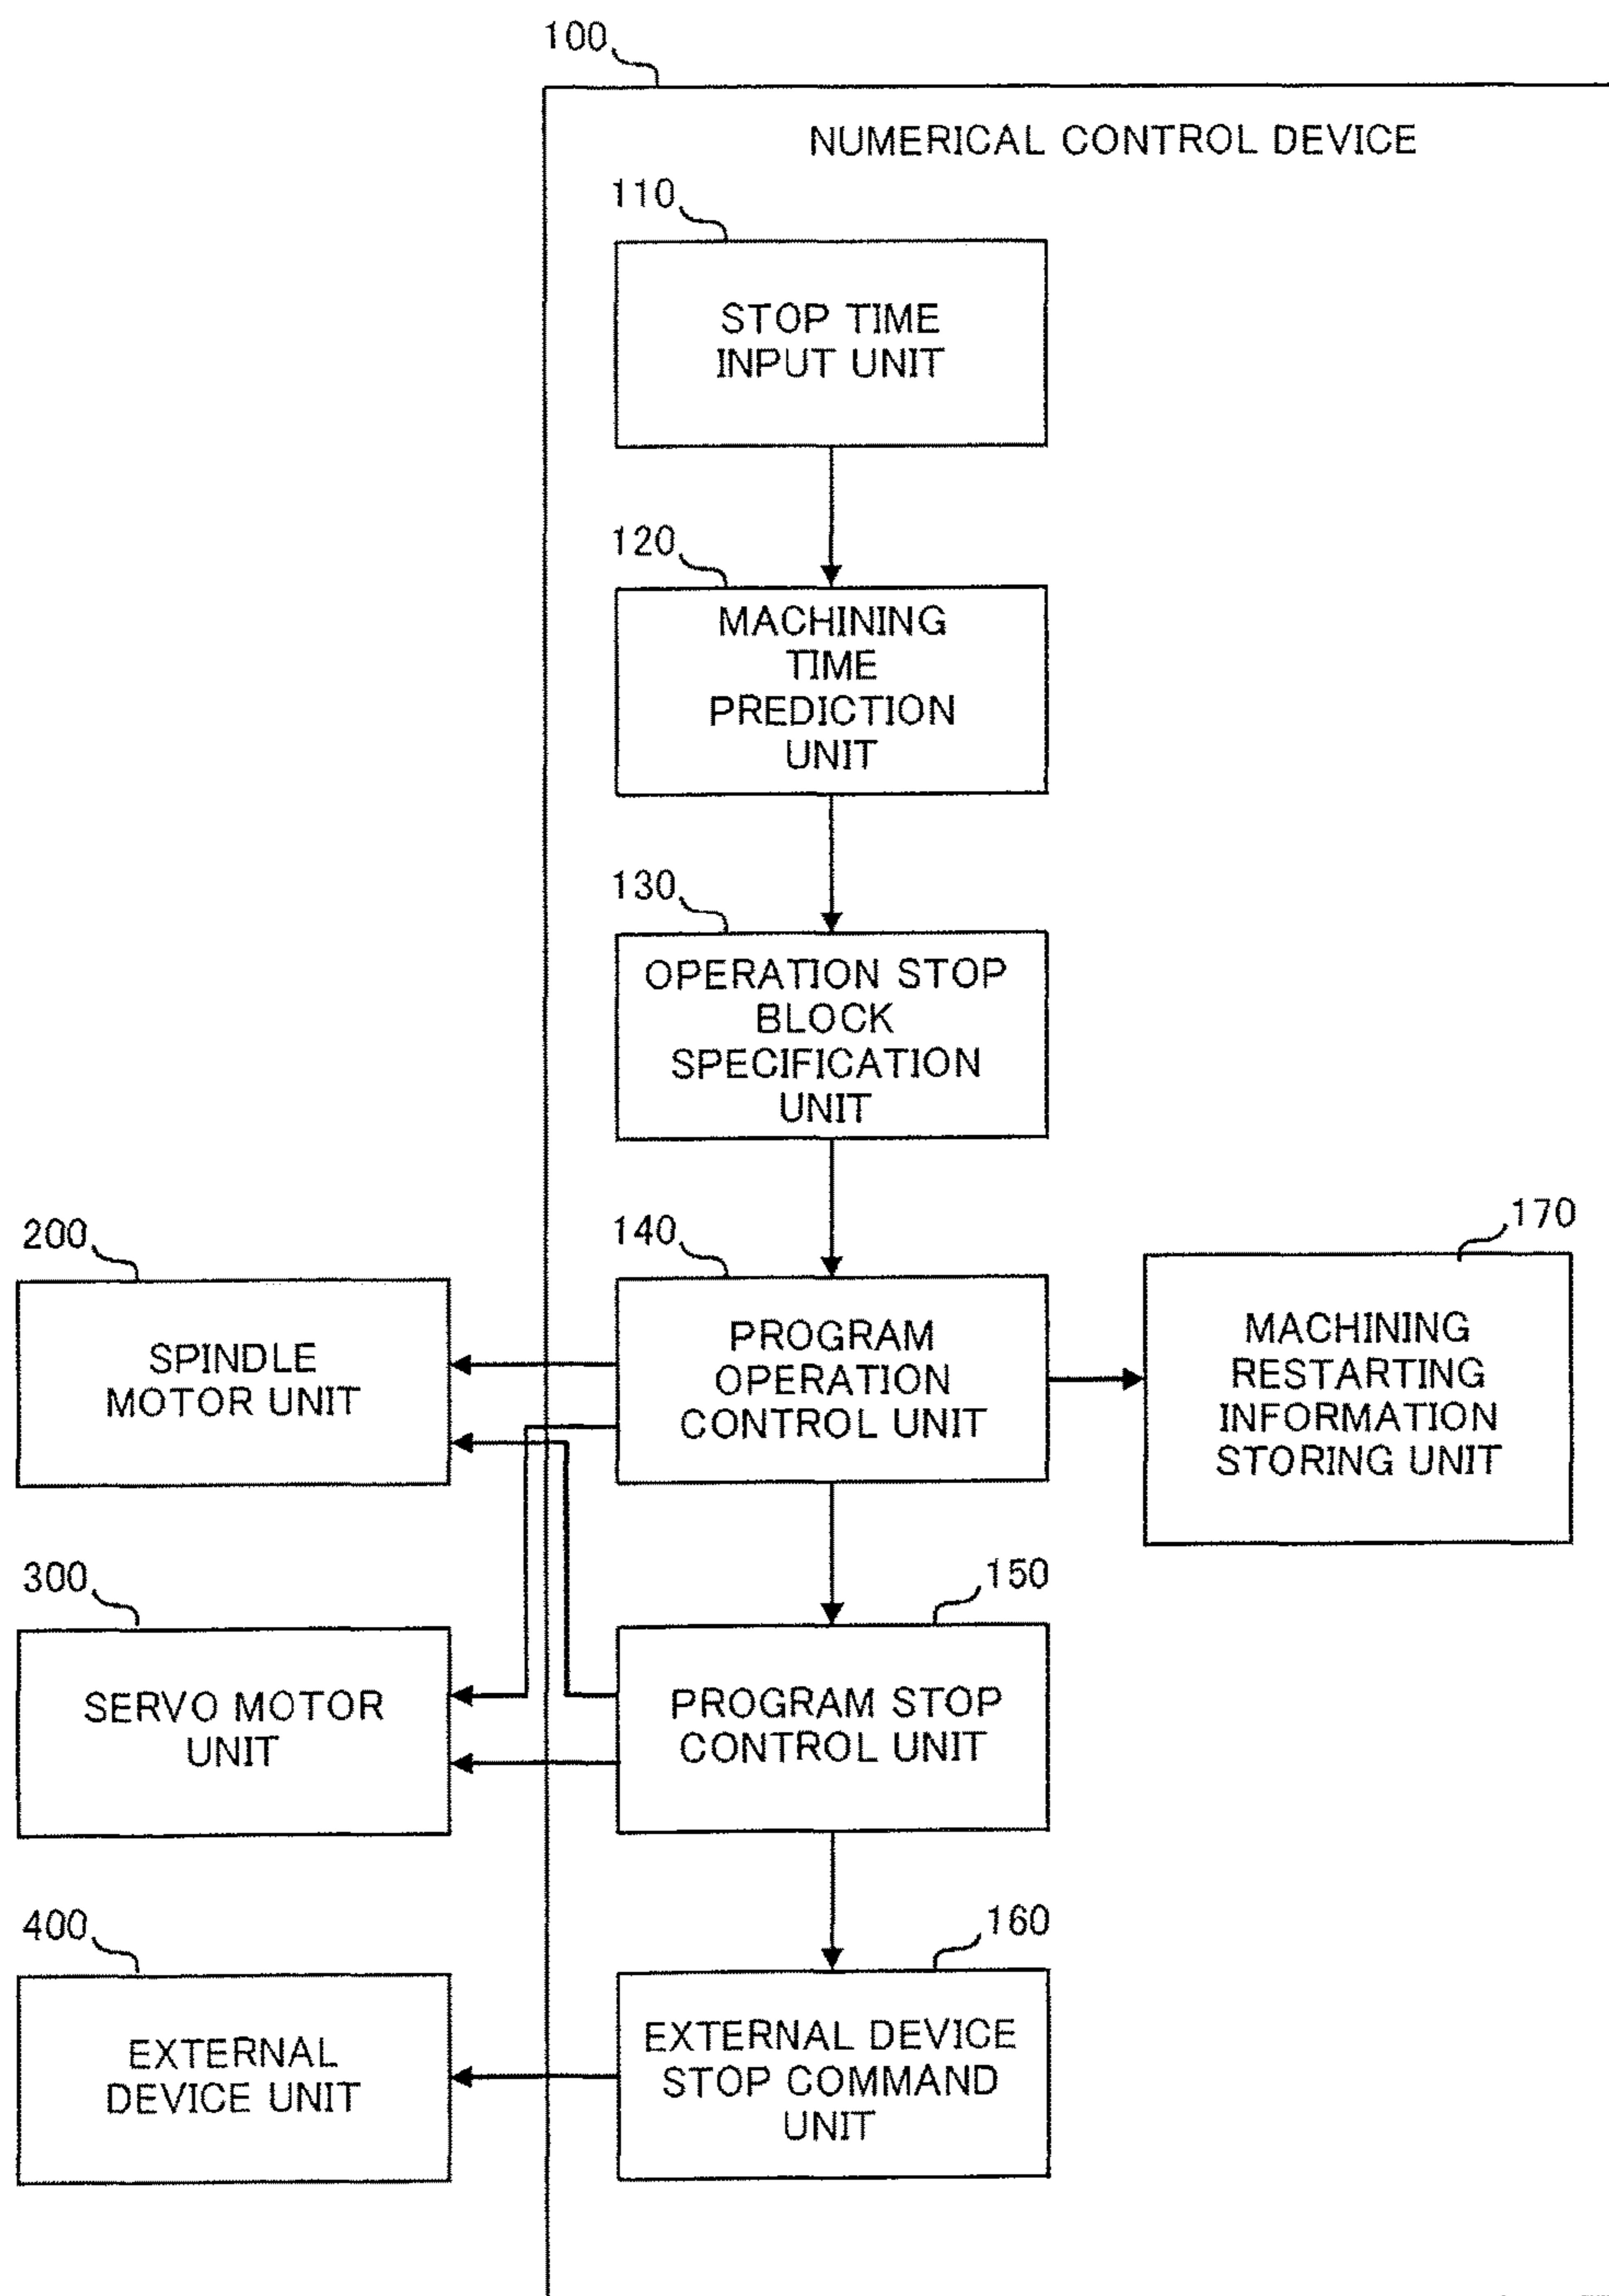 100
NUMERICAL CONTROL DEVICE
110
STOP TIME
INPUT UNIT
120
MACHINING
TIME
PREDICTION
UNIT
130
OPERATION STOP
BLOCK
SPECIFICATION
UNIT
200
SPINDLE
MOTOR UNIT
140
PROGRAM
OPERATION
CONTROL UNIT
170
MACHINING
RESTARTING
INFORMATION
STORING UNIT
300
SERVO MOTOR
UNIT
150
PROGRAM STOP
CONTROL UNIT
400
EXTERNAL
DEVICE UNIT
160
EXTERNAL DEVICE
STOP COMMAND
UNIT